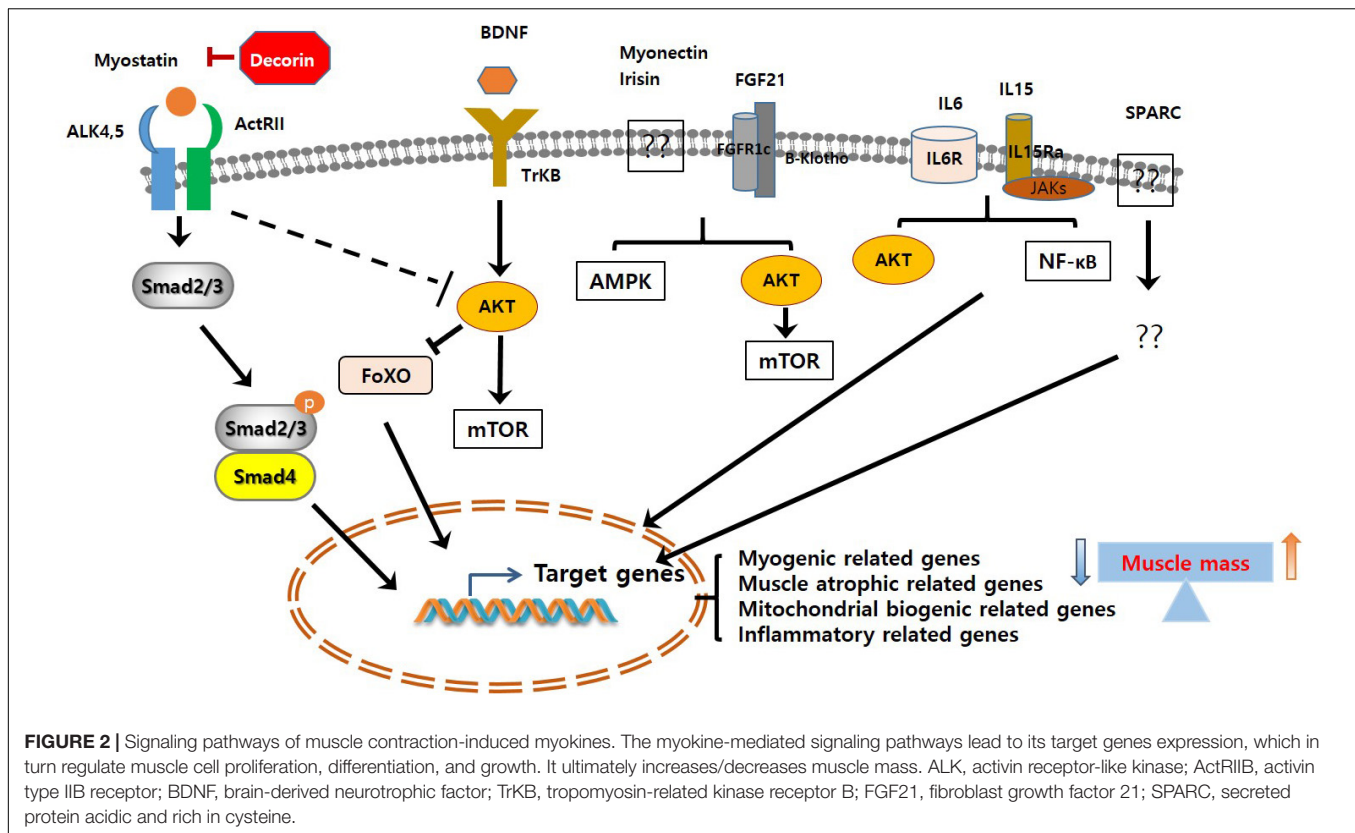 BDNF
Myostatin
Decorin
Myonectin
Irisin
FGF21
IL6
IL15
SPARC
ALK4,5
ActRII
TrKB
??
FGFR1c
B-Klotho
IL6R
IL15Ra
JAKs
??
Smad2/3
AKT
AMPK
AKT
AKT
NF-κB
mTOR
??
FoXO
p
Smad2/3
Smad4
mTOR
Target genes
Myogenic related genes
Muscle atrophic related genes
Mitochondrial biogenic related genes
Inflammatory related genes
Muscle mass
FIGURE 2 | Signaling pathways of muscle contraction-induced myokines. The myokine-mediated signaling pathways lead to its target genes expression, which in
turn regulate muscle cell proliferation, differentiation, and growth. It ultimately increases/decreases muscle mass. ALK, activin receptor-like kinase; ActRIIB, activin
type IIB receptor; BDNF, brain-derived neurotrophic factor; TrKB, tropomyosin-related kinase receptor B; FGF21, fibroblast growth factor 21; SPARC, secreted
protein acidic and rich in cysteine.